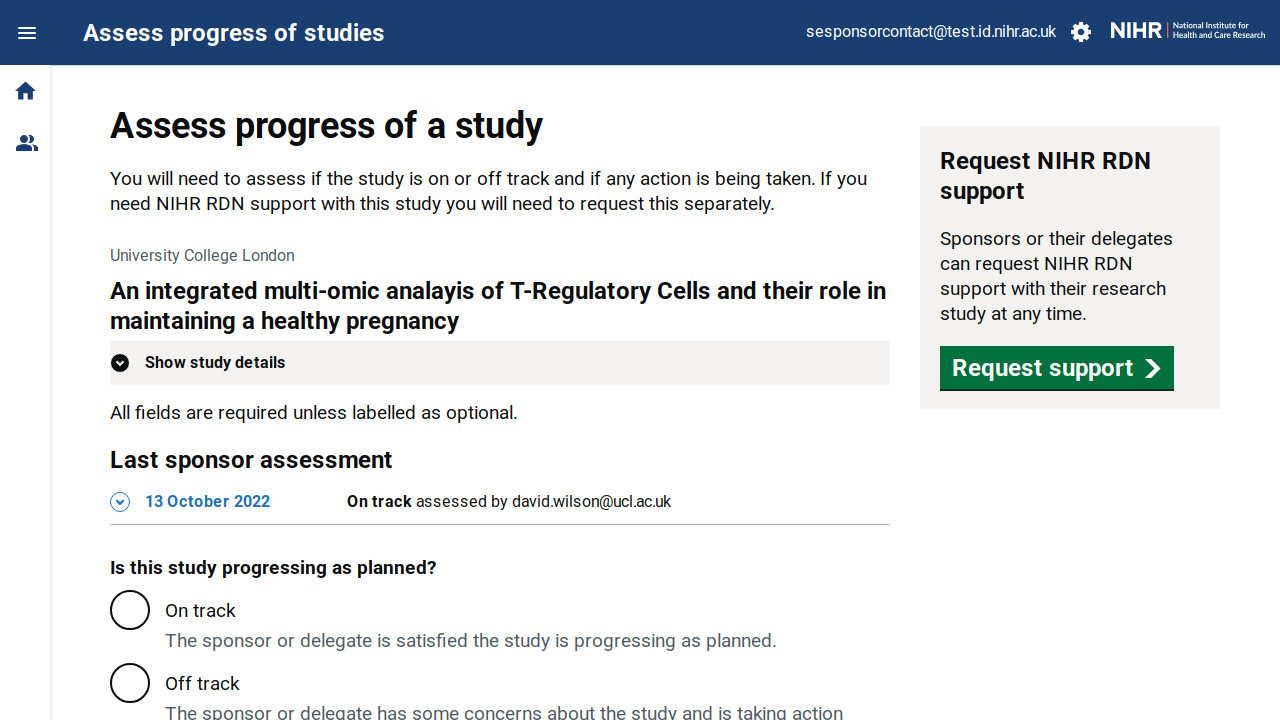 Assess progress of studies
sesponsorcontact@test.id.nihr.ac.uk
NIHR | National Institute for
Health and Care Research
Assess progress of a study
You will need to assess if the study is on or off track and if any action is being taken. If you
need NIHR RDN support with this study you will need to request this separately.
University College London
An integrated multi-omic analayis of T-Regulatory Cells and their role in
maintaining a healthy pregnancy
Show study details
All fields are required unless labelled as optional.
Last sponsor assessment
13 October 2022 On track assessed by david.wilson@ucl.ac.uk
Is this study progressing as planned?
On track
The sponsor or delegate is satisfied the study is progressing as planned.
Off track
The sponsor or delegate has some concerns about the study and is taking action
Request NIHR RDN
support
Sponsors or their delegates
can request NIHR RDN
support with their research
study at any time.
Request support